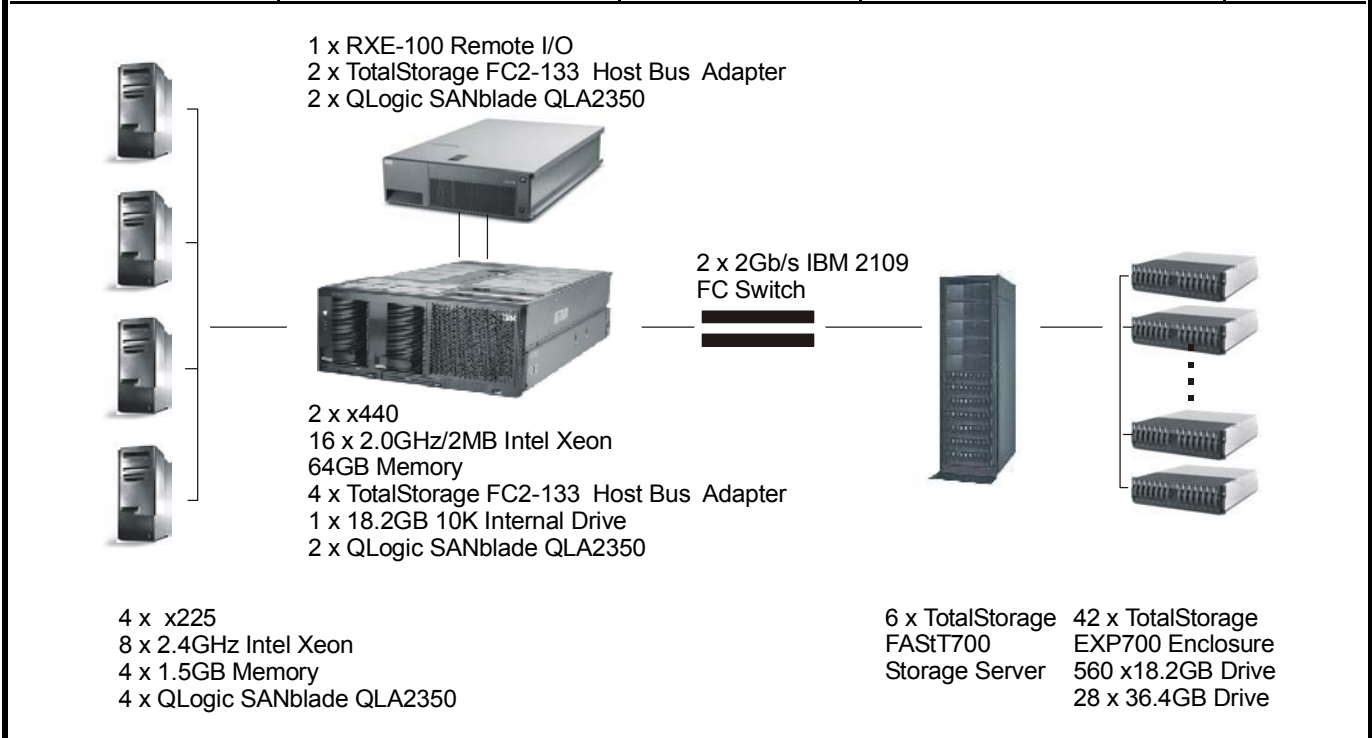 1 x RXE-100 Remote I/O
2 x TotalStorage FC2-133 Host Bus Adapter
2 x QLogic SANblade QLA2350
2 x 2Gb/s IBM 2109
FC Switch
2 x x440
16 x 2.0GHz/2MB Intel Xeon
64GB Memory
4 x TotalStorage FC2-133 Host Bus Adapter
1 x 18.2GB 10K Internal Drive
2 x QLogic SANblade QLA2350
4 x x225
8 x 2.4GHz Intel Xeon
4 x 1.5GB Memory
4 x QLogic SANblade QLA2350
6 x TotalStorage
FAStT700
Storage Server
42 x TotalStorage
EXP700 Enclosure
560 x18.2GB Drive
28 x 36.4GB Drive